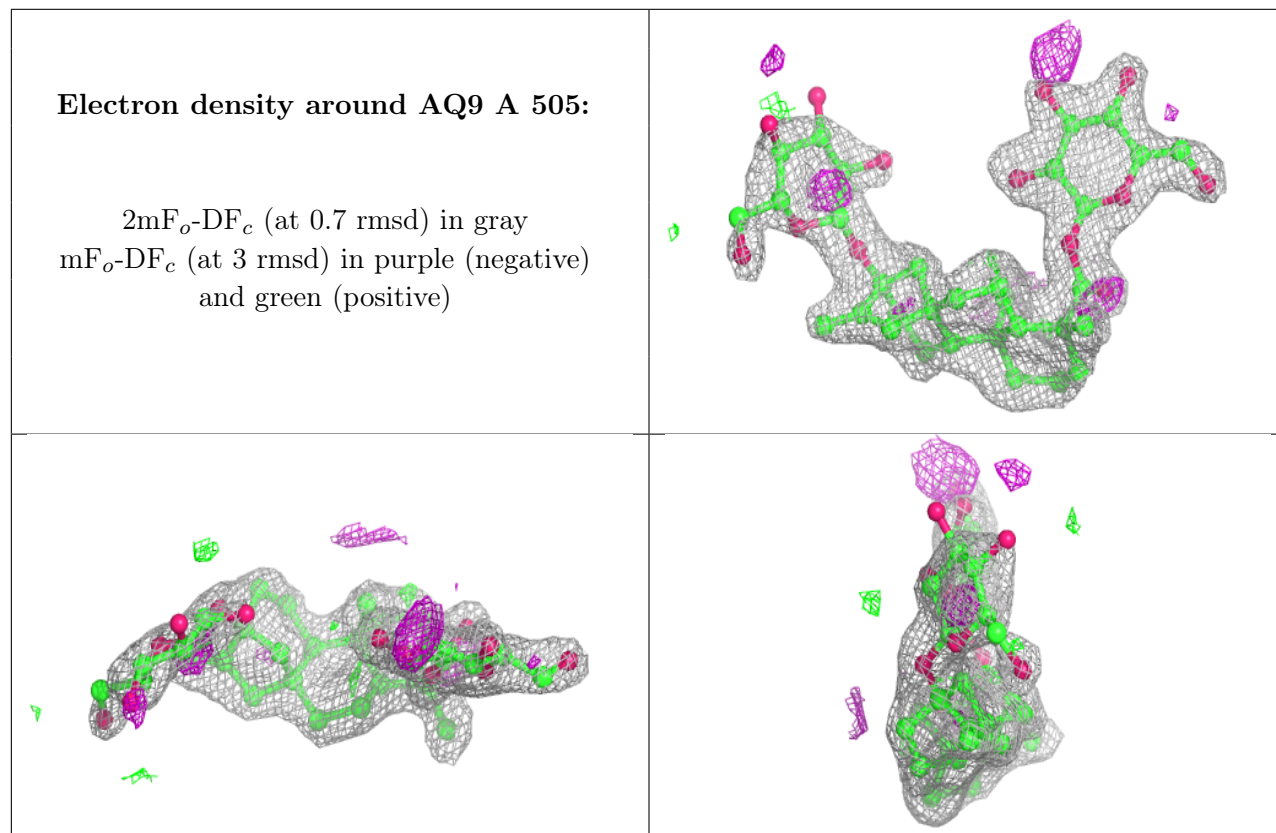 Electron density around AQ9 A 505:
2mFₒ-DF𝒸 (at 0.7 rmsd) in gray
mFₒ-DF𝒸 (at 3 rmsd) in purple (negative)
and green (positive)